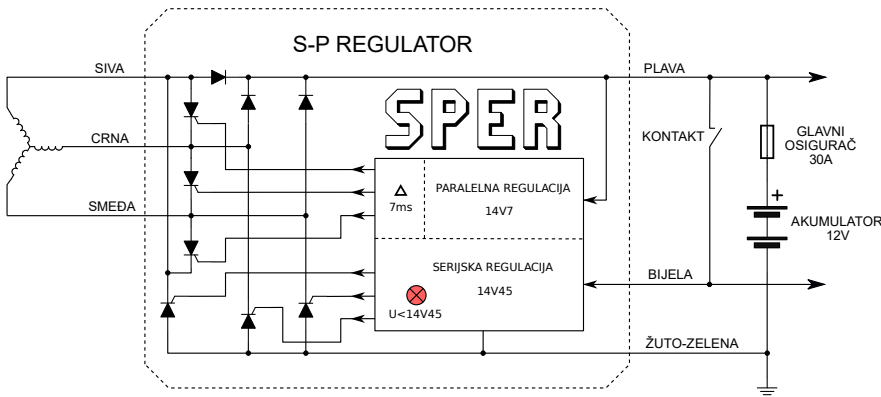 S-P REGULATOR
SIVA
PLAVA
SPER
CRNA
KONTAKT
GLAVNI
OSIGURAČ
30A
Δ
7ms
PARALELNA REGULACIJA
14V7
SMEĐA
+
AKUMULATOR
12V
SERIJSKA REGULACIJA
14V45
BIJELA
U<14V45
ŽUTO-ZELENA